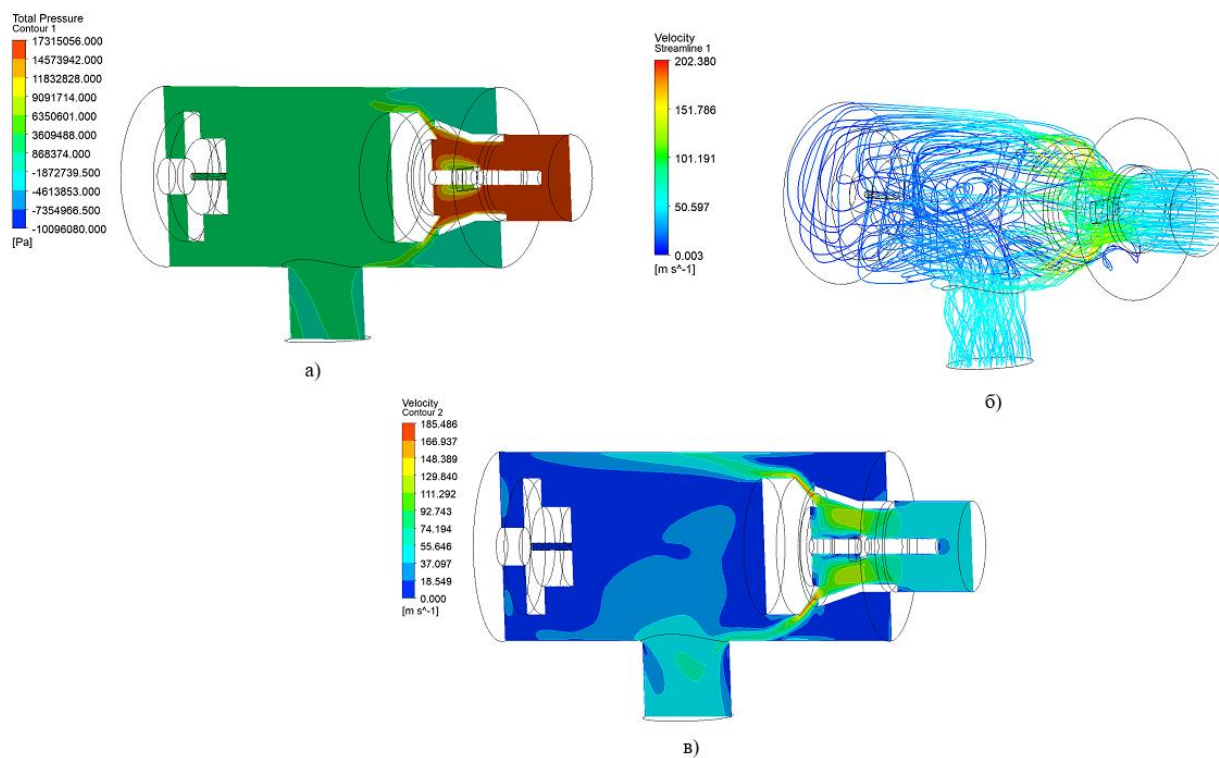 Total Pressure
Contour 1
17315056.000
14573942.000
11832828.000
9091714.000
6350601.000
3609488.000
868374.000
-1872739.500
-4613853.000
-7354966.500
-10096080.000
[Pa]
а)
Velocity
Streamline 1
202.380
151.786
101.191
50.597
0.003
[m s^-1]
б)
Velocity
Contour 2
185.486
166.937
148.389
129.840
111.292
92.743
74.194
55.646
37.097
18.549
0.000
[m s^-1]
в)